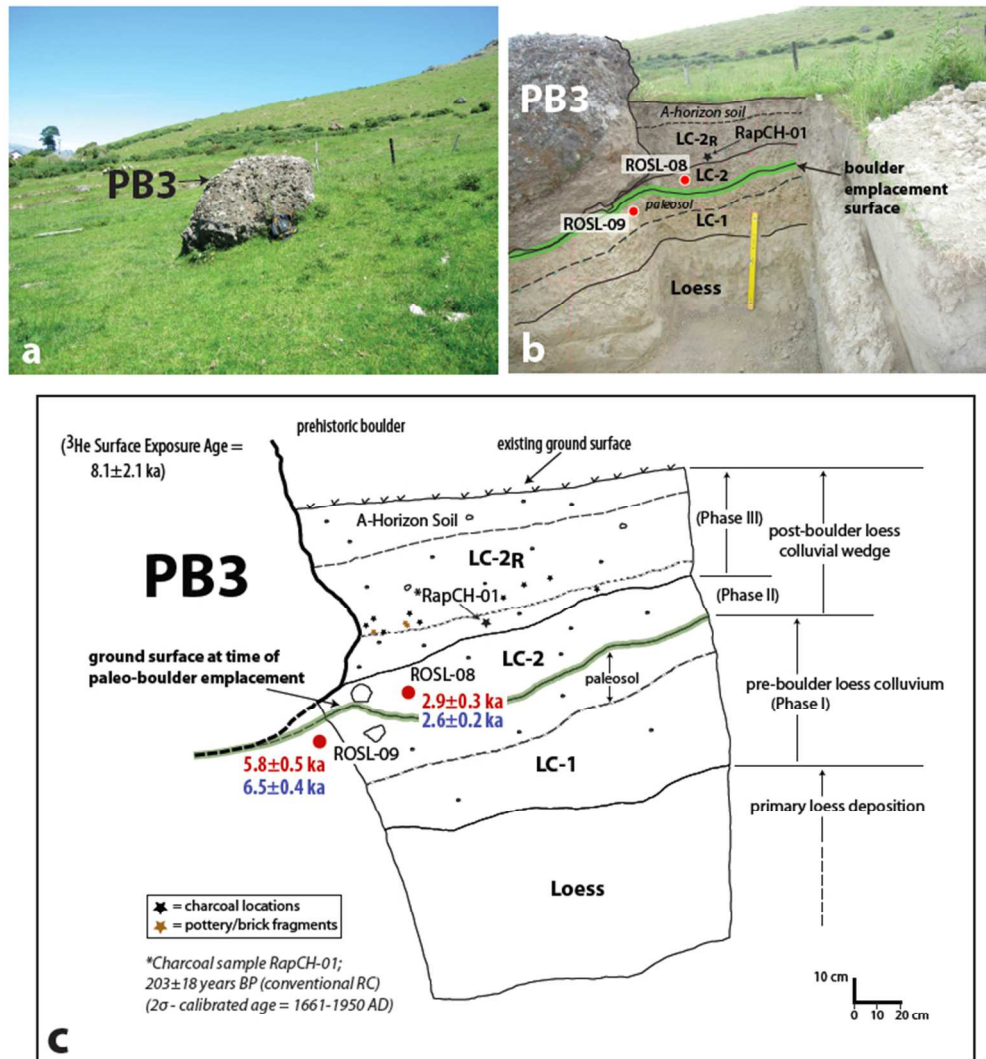 PB3
a
PB3
A-horizon soil
LC-2R
RapCH-01
ROSL-08
LC-2
boulder
emplacement
surface
paleosol
ROSL-09
LC-1
Loess
b
prehistoric boulder
(3He Surface Exposure Age =
8.1±2.1 ka)
existing ground surface
A-Horizon Soil
(Phase III)
post-boulder loess
colluvial wedge
PB3
LC-2R
*RapCH-01
(Phase II)
ground surface at time of
paleo-boulder emplacement
LC-2
ROSL-08
2.9±0.3 ka
2.6±0.2 ka
paleosol
pre-boulder loess colluvium
(Phase I)
ROSL-09
5.8±0.5 ka
6.5±0.4 ka
LC-1
primary loess deposition
Loess
= charcoal locations
= pottery/brick fragments
*Charcoal sample RapCH-01;
203±18 years BP (conventional RC)
(2σ- calibrated age = 1661-1950 AD)
10 cm
0 10 20 cm
c